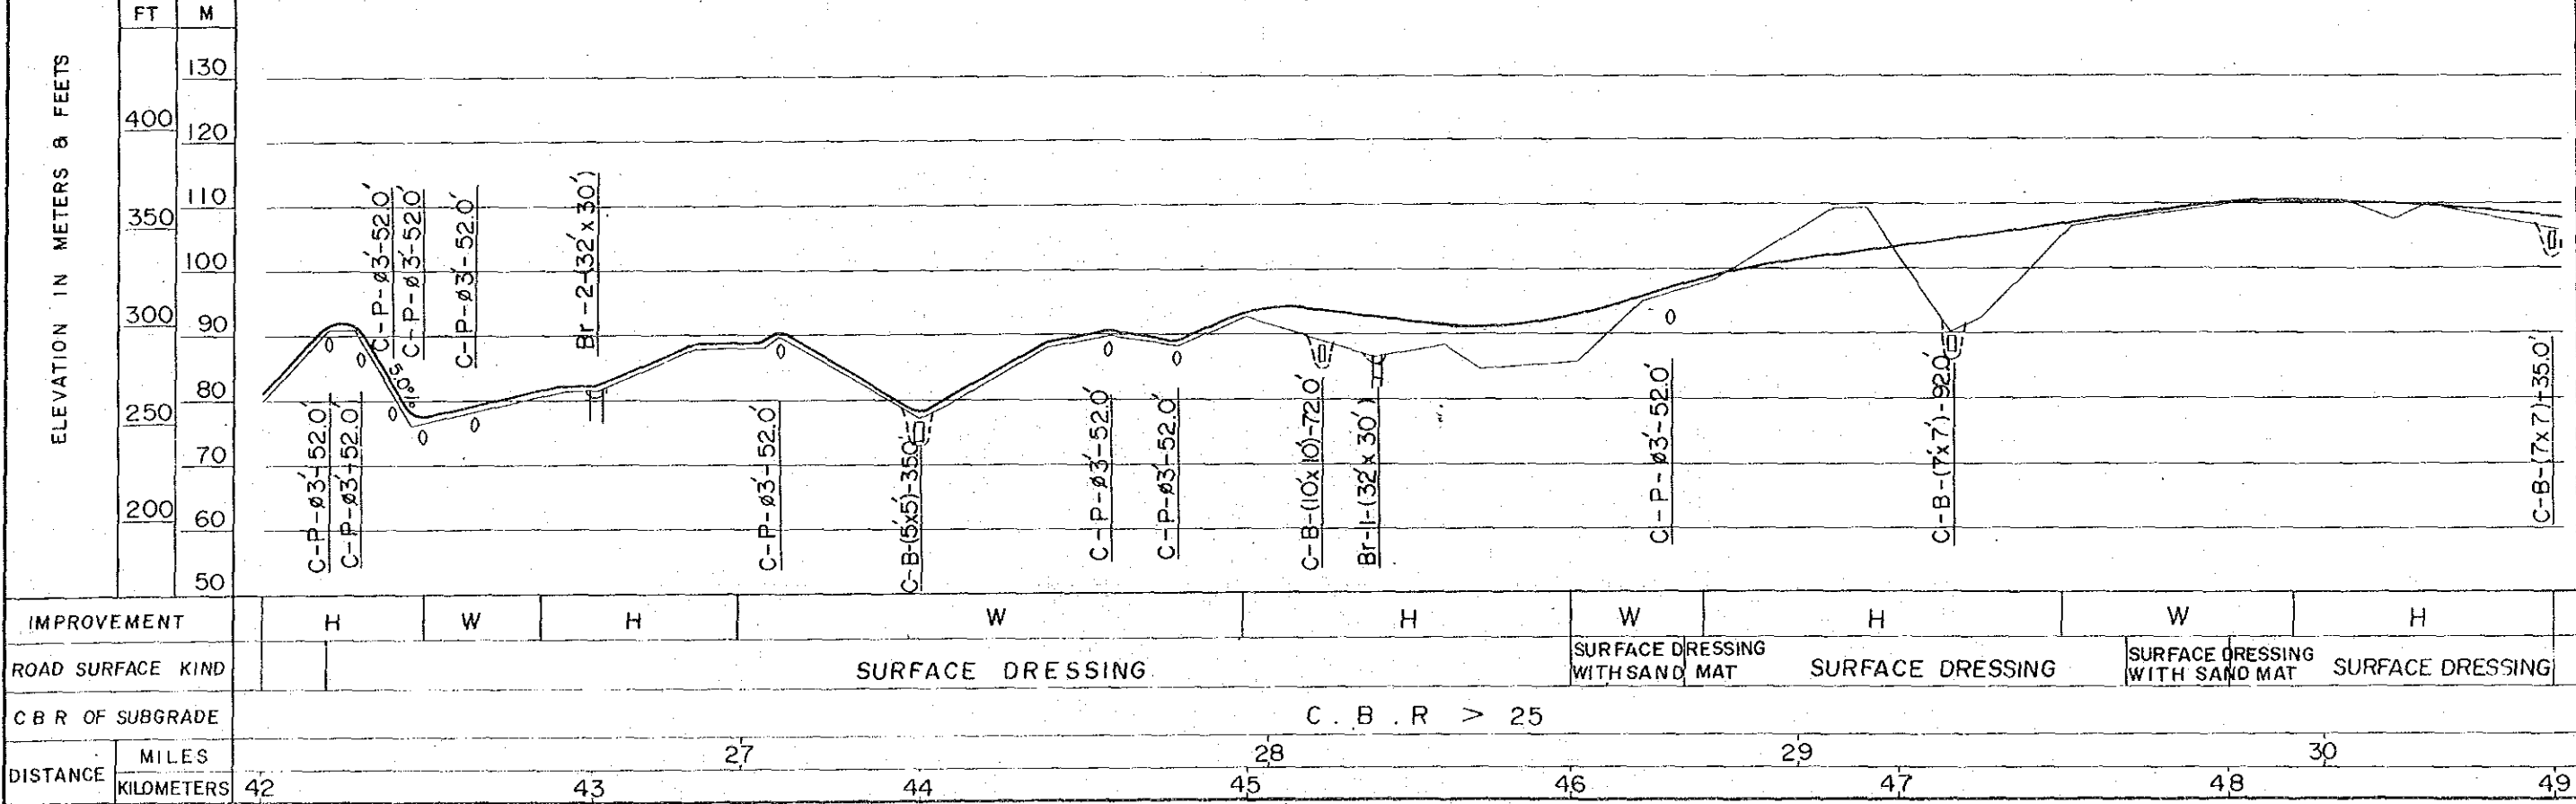 FT M
ELEVATION IN METERS & FEETS
130
400
120
110
350
100
300
90
80
250
70
200
60
50
C-P-ø3'-52.0'
C-P-ø3'-52.0'
C-P-ø3'-52.0'
C-P-ø3'-52.0'
C-P-ø3'-52.0'
5.0%
Br-2-(32'x30')
C-P-ø3'-52.0'
C-B-(5'x5')-35.0'
C-P-ø3'-52.0'
C-P-ø3'-52.0'
C-B-(10'x10')-72.0'
Br-1-(32'x30')
C-P-ø3'-52.0'
C-B-(7'x7')-92.0'
C-B-(7'x7')-35.0'
IMPROVEMENT H W H W H W H W H
ROAD SURFACE KIND SURFACE DRESSING SURFACE DRESSING WITH SAND MAT SURFACE DRESSING SURFACE DRESSING WITH SAND MAT SURFACE DRESSING
C B R OF SUBGRADE C.B.R > 25
DISTANCE MILES 27 28 29 30
KILOMETERS 42 43 44 45 46 47 48 49